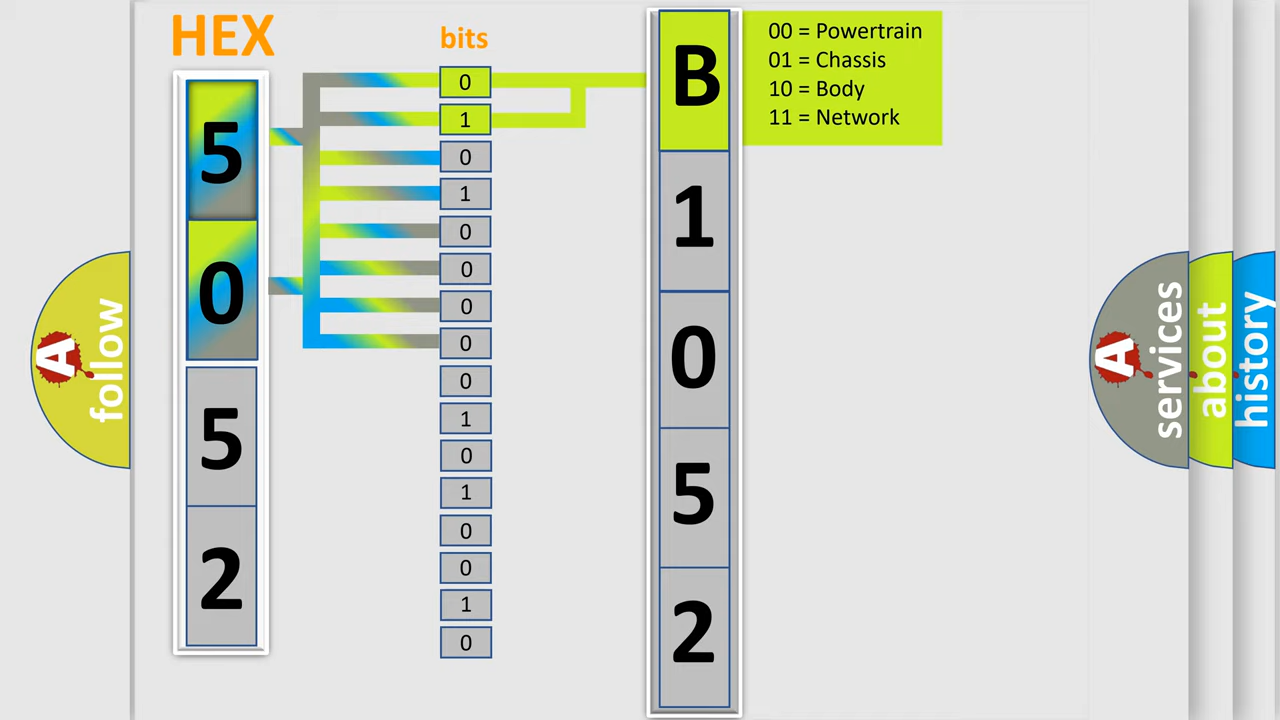 HEX
bits
5
0
5
2
0
1
0
1
0
0
0
0
0
1
0
1
0
0
1
0
B
1
0
5
2
00 = Powertrain
01 = Chassis
10 = Body
11 = Network
A
follow
A
services
about
history